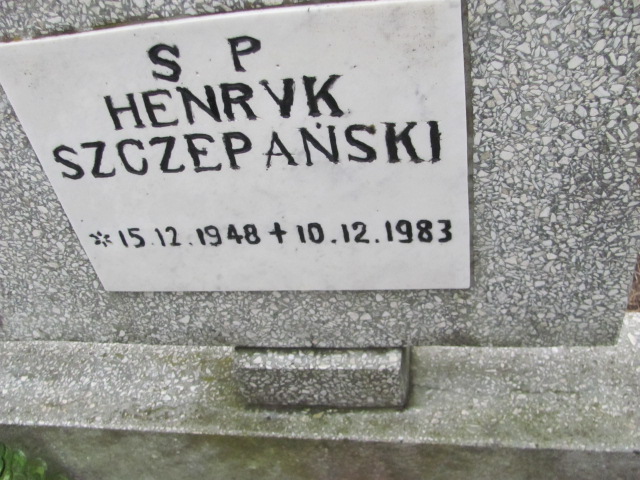 S P
HENRYK
SZCZEPAŃSKI
* 15.12.1948 + 10.12.1983